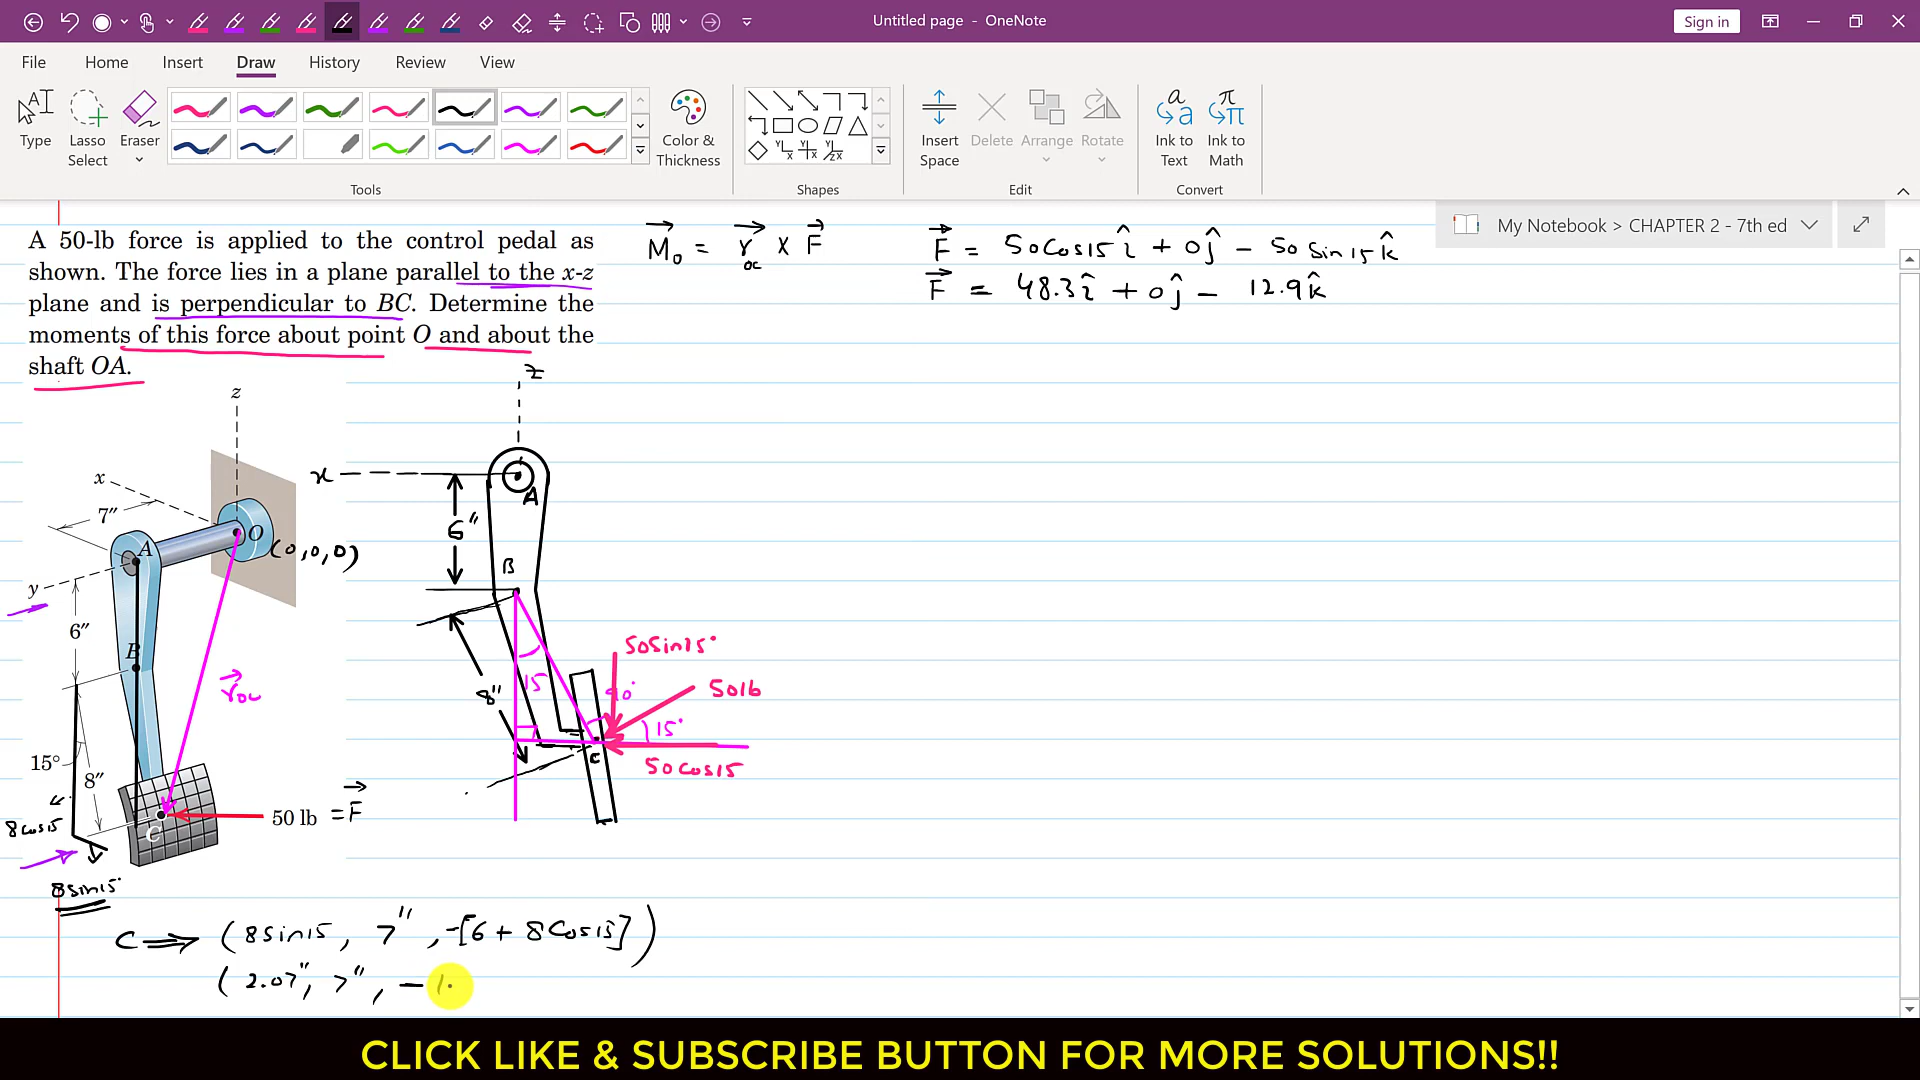 Untitled page - OneNote
Sign in
File Home Insert Draw History Review View
Type
Lasso Select
Eraser
Color & Thickness
Insert Space
Delete
Arrange
Rotate
Ink to Text
Ink to Math
Tools
Shapes
Edit
Convert
My Notebook > CHAPTER 2 - 7th ed
A 50-lb force is applied to the control pedal as
shown. The force lies in a plane parallel to the x-z
plane and is perpendicular to BC. Determine the
moments of this force about point O and about the
shaft OA.
M₀ = r_oc × F
F = 50Cos15 î + 0ĵ - 50 Sin15 k̂
F = 48.3î + 0ĵ - 12.9k̂
z
x
7"
A
O
(0,0,0)
y
6"
B
r_oc
15°
8"
8cos15
C
50 lb = F
8sin15°
z
x
A
6"
B
50sin15°
15
90°
50lb
8"
15°
C
50cos15
C ⟹ (8sin15, 7", -[6 + 8Cos15])
(2.07", 7", - 1.
CLICK LIKE & SUBSCRIBE BUTTON FOR MORE SOLUTIONS!!